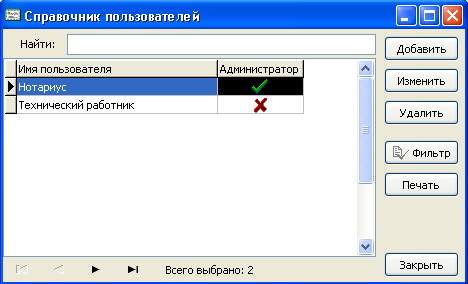 Справочник пользователей
Найти:
Добавить
Имя пользователя Администратор
Изменить
Нотариус
Технический работник
Удалить
Фильтр
Печать
Закрыть
Всего выбрано: 2